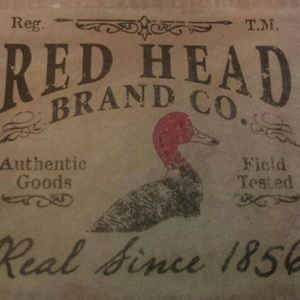 Reg. T.M.
RED HEAD
BRAND CO.
Authentic Goods
Field Tested
Real Since 1856